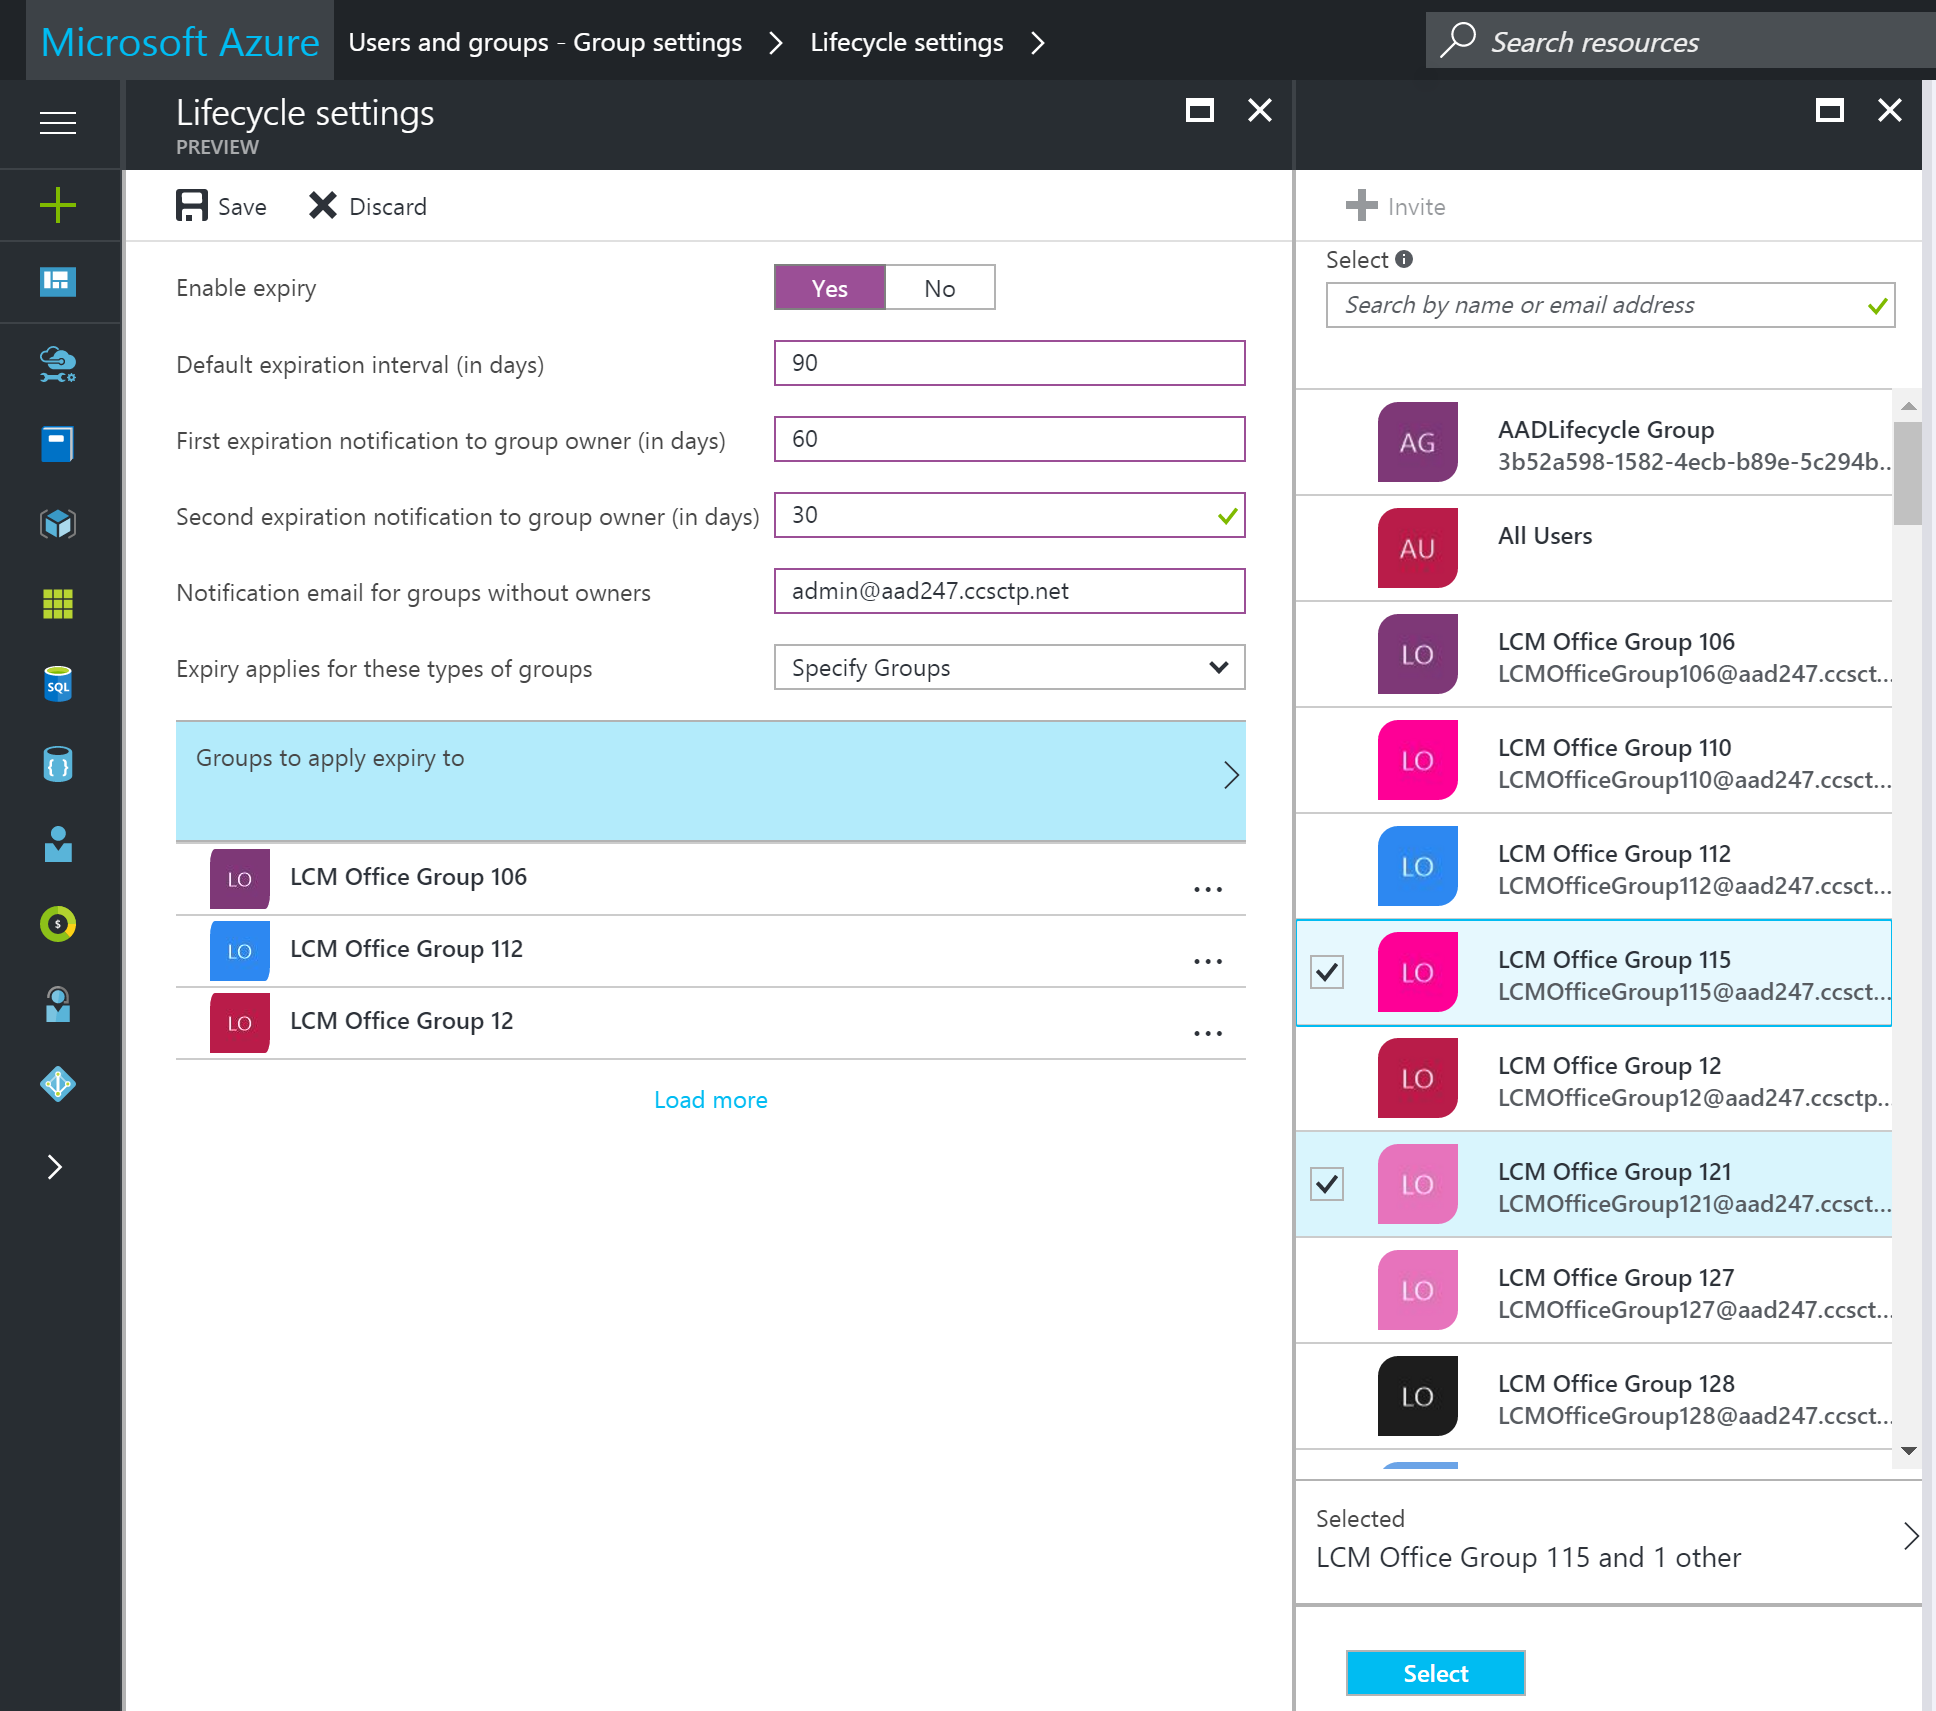 Microsoft Azure
Users and groups - Group settings
Lifecycle settings
Search resources
Lifecycle settings
PREVIEW
Save
Discard
Enable expiry
Yes
No
Default expiration interval (in days)
90
First expiration notification to group owner (in days)
60
Second expiration notification to group owner (in days)
30
Notification email for groups without owners
admin@aad247.ccsctp.net
Expiry applies for these types of groups
Specify Groups
Groups to apply expiry to
LO
LCM Office Group 106
...
LO
LCM Office Group 112
...
LO
LCM Office Group 12
...
Load more
SQL
{ }
$
Invite
Select
Search by name or email address
AG
AADLifecycle Group
3b52a598-1582-4ecb-b89e-5c294b...
AU
All Users
LO
LCM Office Group 106
LCMOfficeGroup106@aad247.ccsct...
LO
LCM Office Group 110
LCMOfficeGroup110@aad247.ccsct...
LO
LCM Office Group 112
LCMOfficeGroup112@aad247.ccsct...
LO
LCM Office Group 115
LCMOfficeGroup115@aad247.ccsct...
LO
LCM Office Group 12
LCMOfficeGroup12@aad247.ccsctp...
LO
LCM Office Group 121
LCMOfficeGroup121@aad247.ccsct...
LO
LCM Office Group 127
LCMOfficeGroup127@aad247.ccsct...
LO
LCM Office Group 128
LCMOfficeGroup128@aad247.ccsct...
Selected
LCM Office Group 115 and 1 other
Select